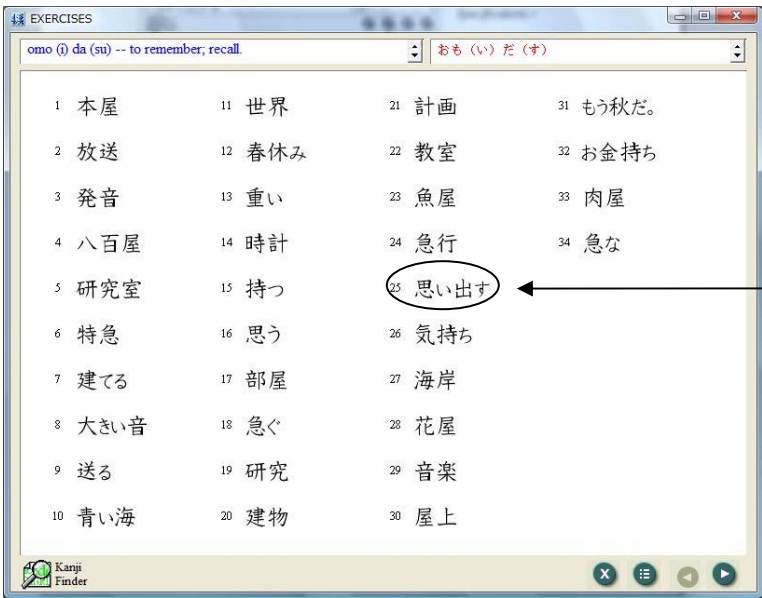 EXERCISES
omo (i) da (su) -- to remember; recall.
おも（い）だ（す）
1 本屋
2 放送
3 発音
4 八百屋
5 研究室
6 特急
7 建てる
8 大きい音
9 送る
10 青い海
11 世界
12 春休み
13 重い
14 時計
15 持つ
16 思う
17 部屋
18 急ぐ
19 研究
20 建物
21 計画
22 教室
23 魚屋
24 急行
25 思い出す
26 気持ち
27 海岸
28 花屋
29 音楽
30 屋上
31 もう秋だ。
32 お金持ち
33 肉屋
34 急な
Kanji
Finder